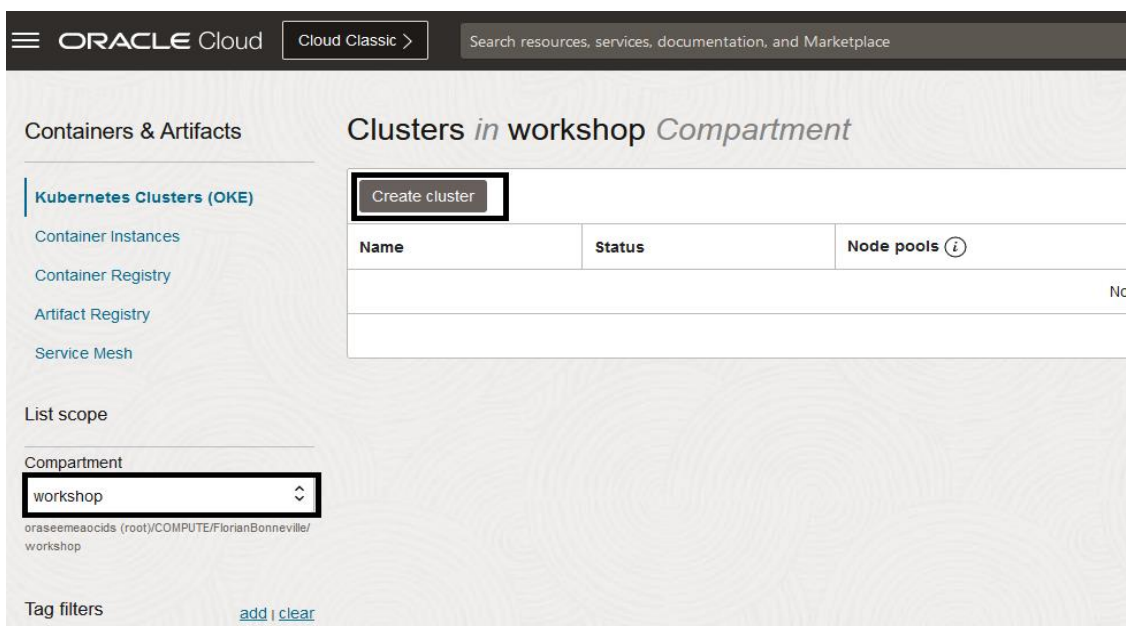 ORACLE Cloud
Cloud Classic >
Search resources, services, documentation, and Marketplace
Containers & Artifacts
Kubernetes Clusters (OKE)
Container Instances
Container Registry
Artifact Registry
Service Mesh
List scope
Compartment
workshop
oraseemeaocids (root)/COMPUTE/FlorianBonneville/
workshop
Tag filters
add | clear
Clusters in workshop Compartment
Create cluster
Name
Status
Node pools
No